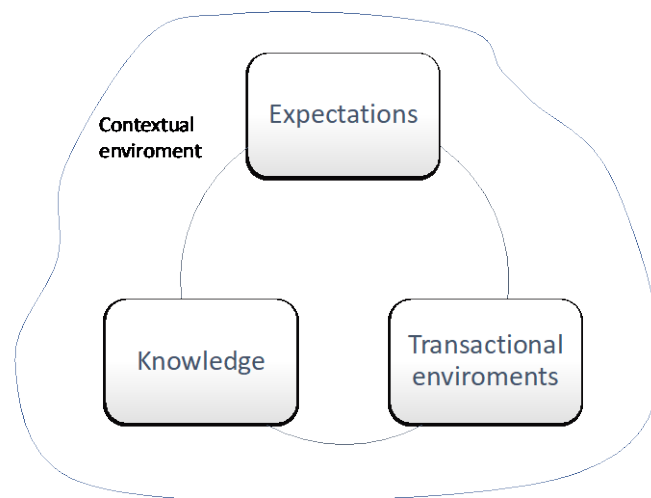 Expectations
Contextual
enviroment
Knowledge
Transactional
enviroments